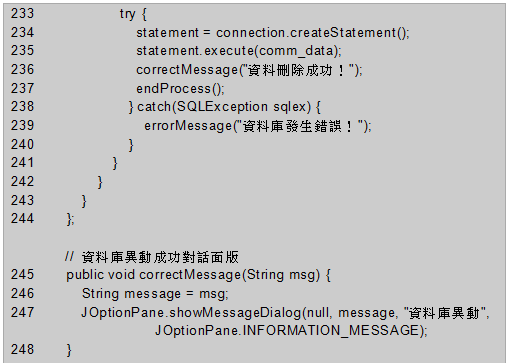 233 try {
234 statement = connection.createStatement();
235 statement.execute(comm_data);
236 correctMessage("資料刪除成功！");
237 endProcess();
238 } catch(SQLException sqlex) {
239 errorMessage("資料庫發生錯誤！");
240 }
241 }
242 }
243 }
244 };
// 資料庫異動成功對話面版
245 public void correctMessage(String msg) {
246 String message = msg;
247 JOptionPane.showMessageDialog(null, message, "資料庫異動",
JOptionPane.INFORMATION_MESSAGE);
248 }